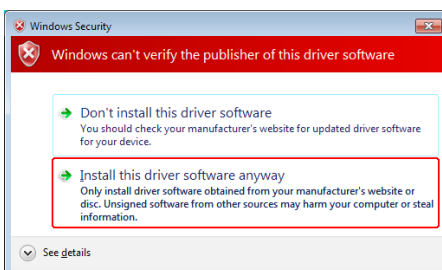 Windows Security
Windows can't verify the publisher of this driver software
Don't install this driver software
You should check your manufacturer's website for updated driver software
for your device.
Install this driver software anyway
Only install driver software obtained from your manufacturer's website or
disc. Unsigned software from other sources may harm your computer or steal
information.
See details